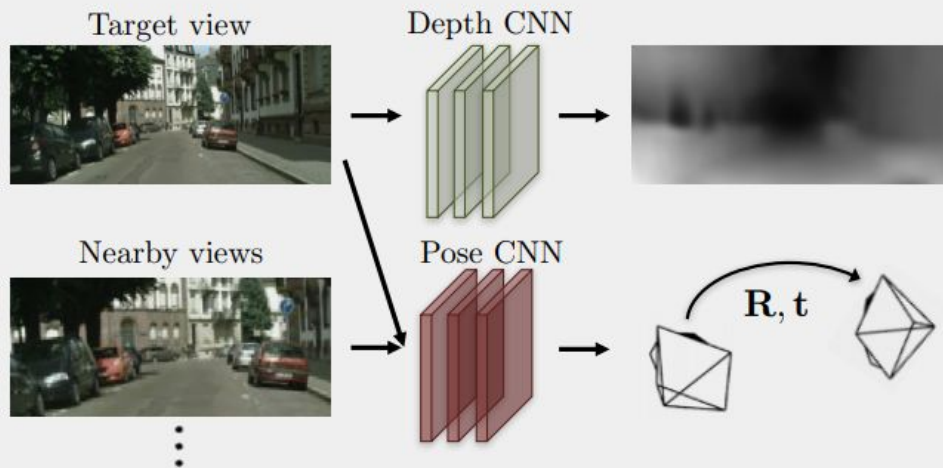 Target view
Depth CNN
Nearby views
Pose CNN
R, t